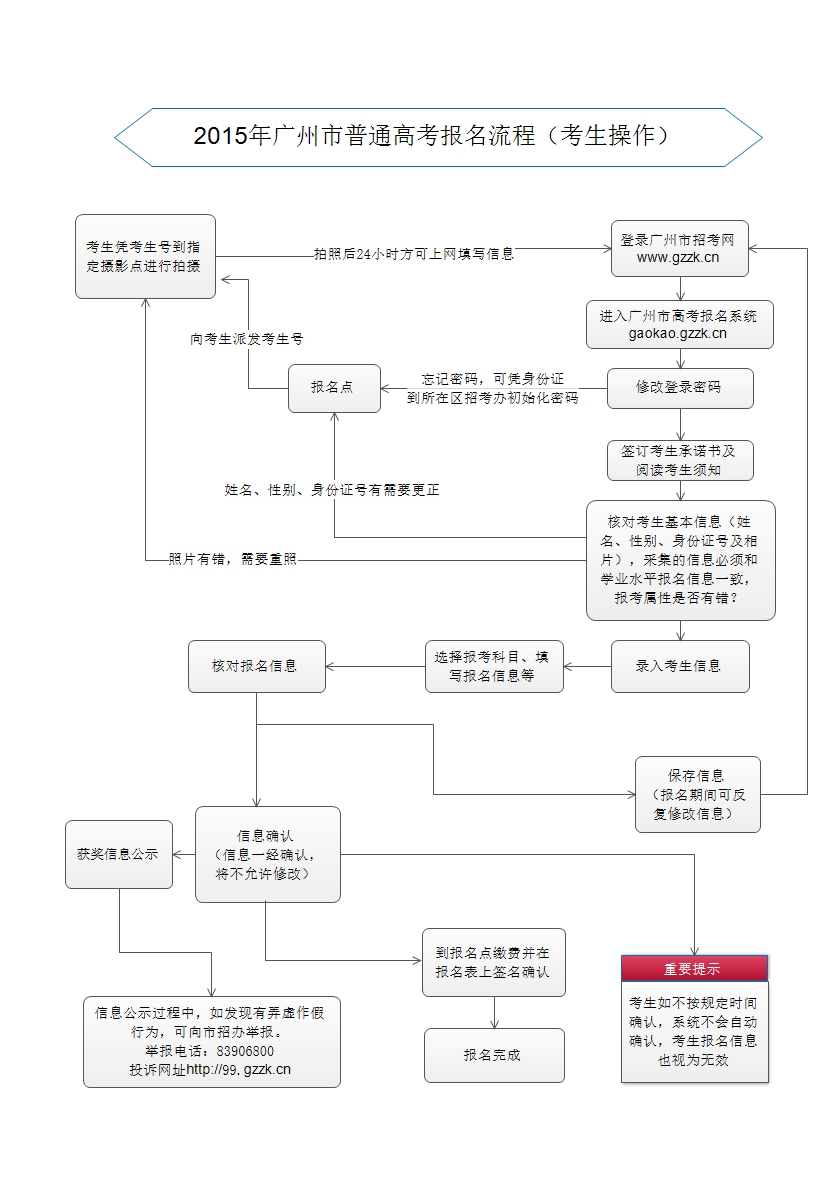 2015年广州市普通高考报名流程（考生操作）
考生凭考生号到指
定摄影点进行拍摄
拍照后24小时方可上网填写信息
登录广州市招考网
www.gzzk.cn
进入广州市高考报名系统
gaokao.gzzk.cn
向考生派发考生号
报名点
忘记密码，可凭身份证
到所在区招考办初始化密码
修改登录密码
签订考生承诺书及
阅读考生须知
姓名、性别、身份证号有需要更正
照片有错，需要重照
核对考生基本信息（姓
名、性别、身份证号及相
片），采集的信息必须和
学业水平报名信息一致，
报考属性是否有错？
核对报名信息
选择报考科目、填
写报名信息等
录入考生信息
保存信息
（报名期间可反
复修改信息）
获奖信息公示
信息确认
（信息一经确认，
将不允许修改）
到报名点缴费并在
报名表上签名确认
重要提示
考生如不按规定时间
确认，系统不会自动
确认，考生报名信息
也视为无效
信息公示过程中，如发现有弄虚作假
行为，可向市招办举报。
举报电话：83906800
投诉网址http://99.gzzk.cn
报名完成